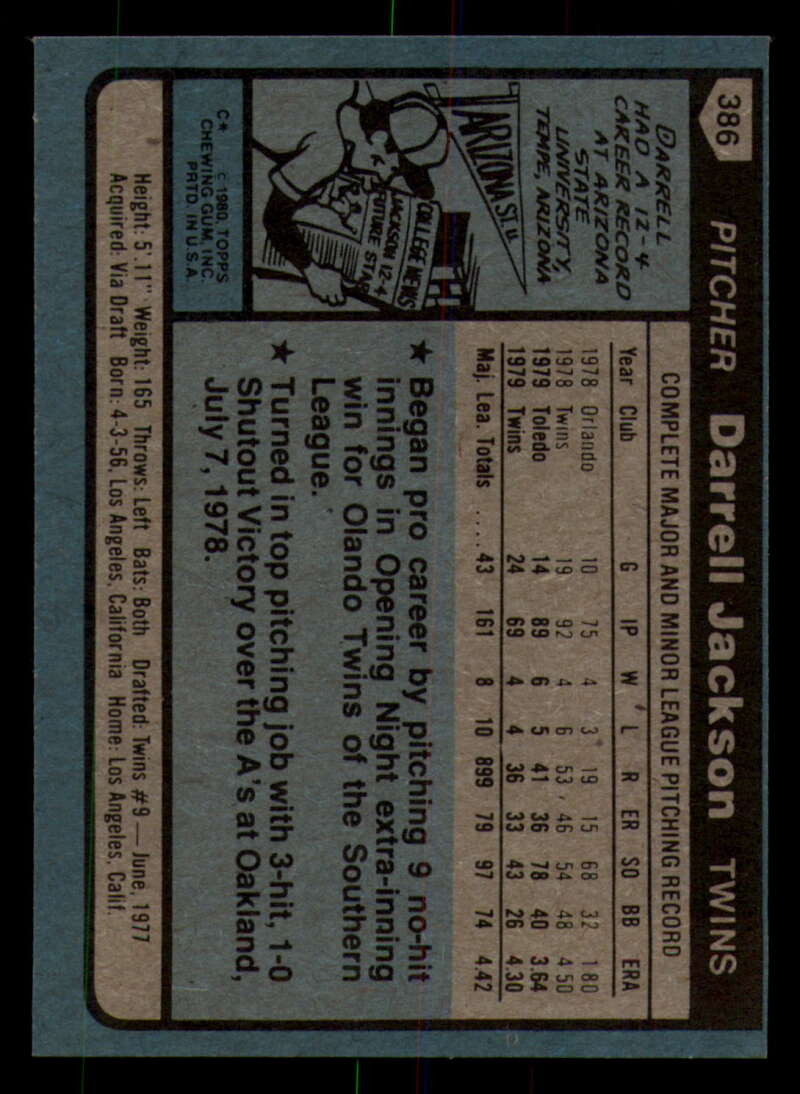 386 PITCHER Darrell Jackson TWINS
DARRELL
HAD A 12-4
CAREER RECORD
AT ARIZONA
STATE
UNIVERSITY,
TEMPE, ARIZONA
ARIZONA ST. U
COLLEGE NEWS
JACKSON 12-4
FUTURE STAR
C* © 1980 TOPPS
CHEWING GUM, INC.
PRTD. IN U.S.A.
COMPLETE MAJOR AND MINOR LEAGUE PITCHING RECORD
Year Club G IP W L R ER SO BB ERA
1978 Orlando 10 75 4 3 19 15 68 32 1.80
1978 Twins 19 92 4 6 53 46 54 48 4.50
1979 Toledo 14 89 6 5 41 36 78 40 3.64
1979 Twins 24 69 4 4 36 33 43 26 4.30
Maj. Lea. Totals .... 43 161 8 10 899 79 97 74 4.42
★ Began pro career by pitching 9 no-hit
innings in Opening Night extra-inning
win for Olando Twins of the Southern
League.
★ Turned in top pitching job with 3-hit, 1-0
Shutout Victory over the A's at Oakland,
July 7, 1978.
Height: 5' 11" Weight: 165 Throws: Left Bats: Both Drafted: Twins #9 — June, 1977
Acquired: Via Draft Born: 4-3-56, Los Angeles, California Home: Los Angeles, Calif.